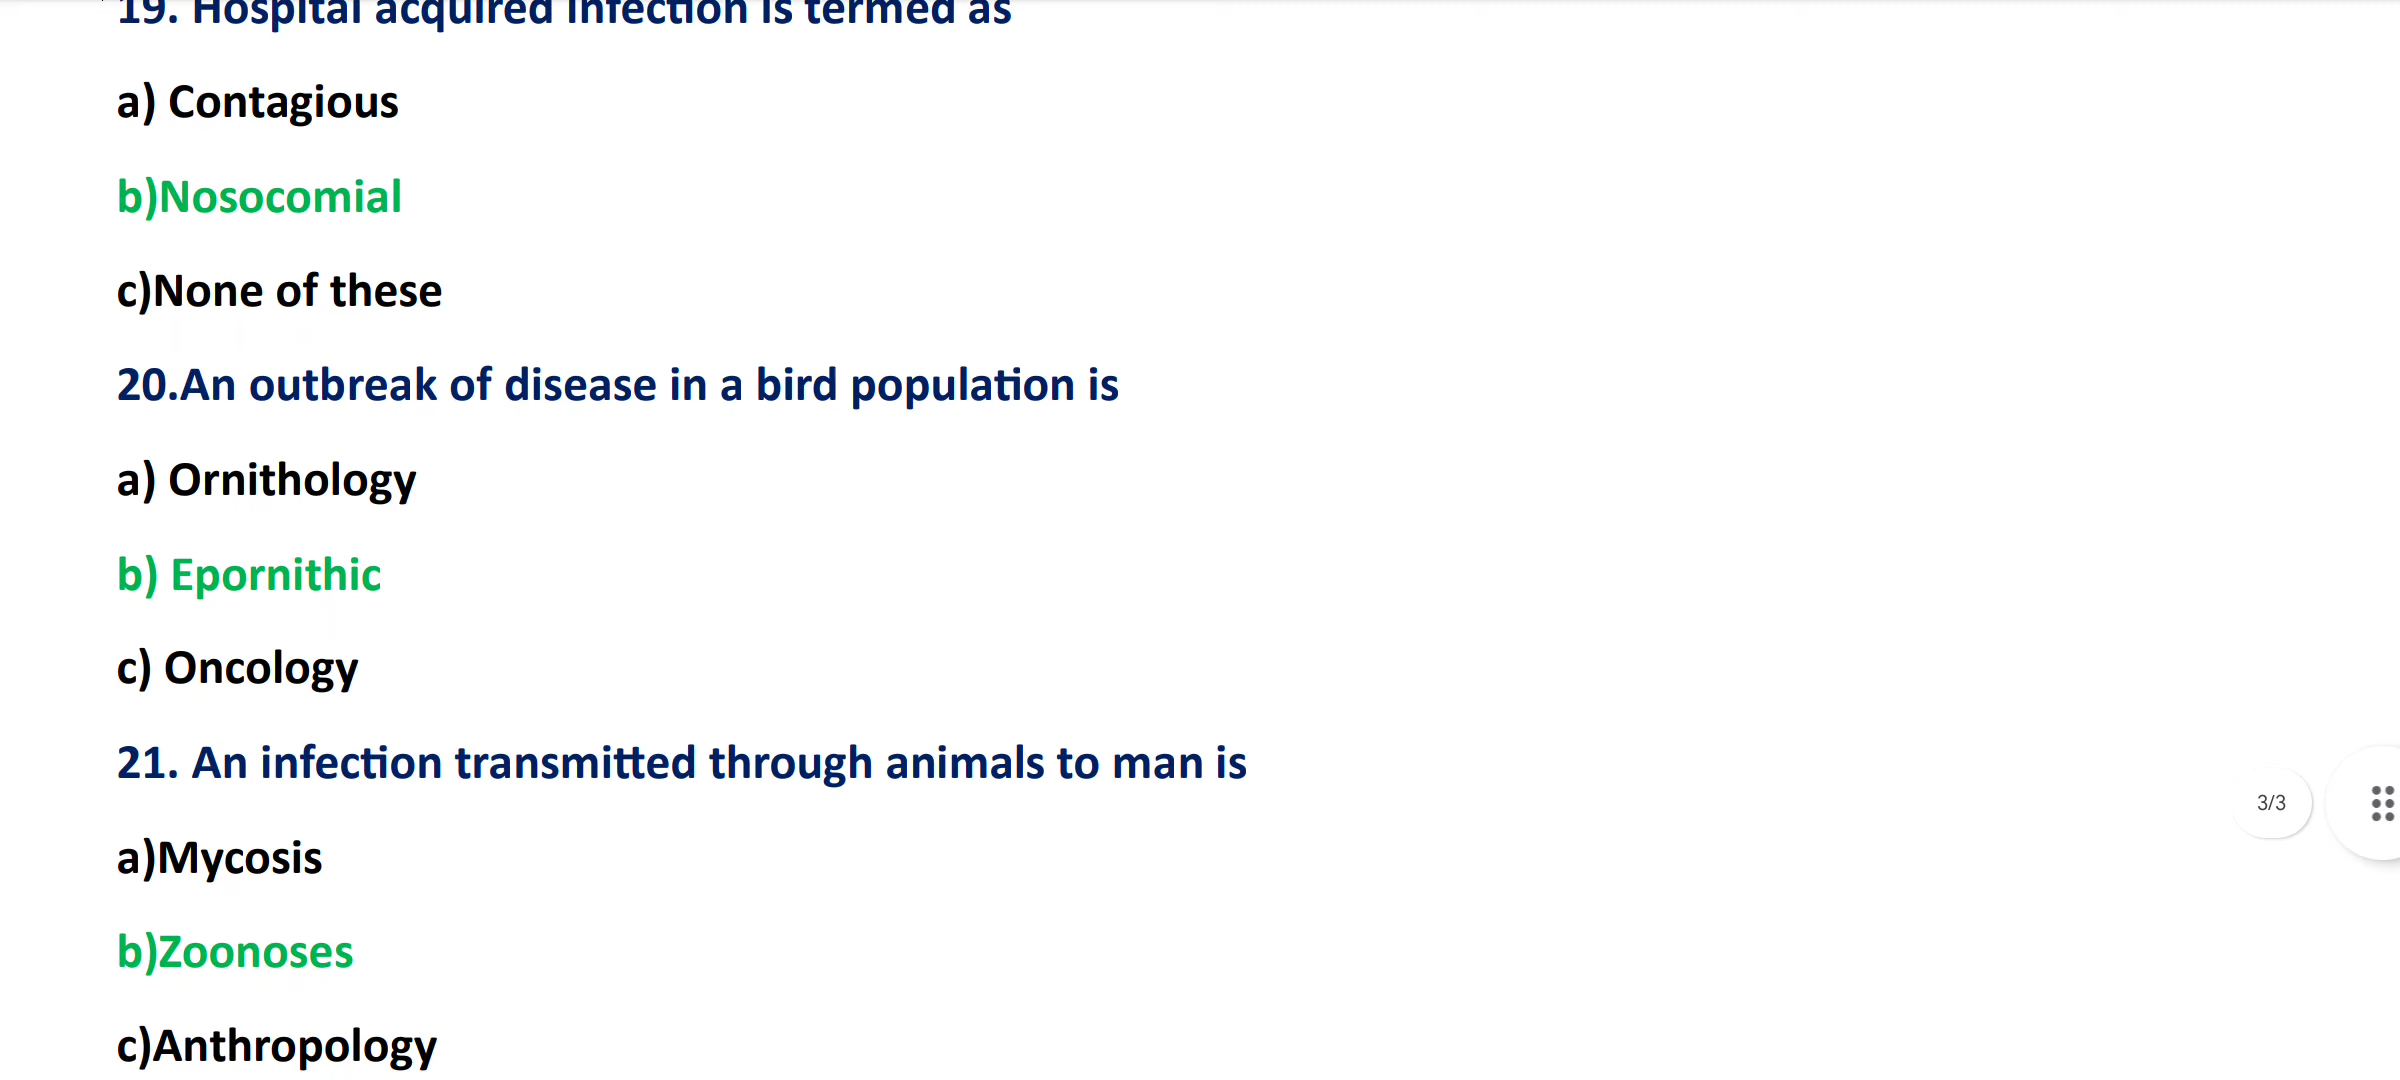 19. Hospital acquired infection is termed as
a) Contagious
b)Nosocomial
c)None of these
20.An outbreak of disease in a bird population is
a) Ornithology
b) Epornithic
c) Oncology
21. An infection transmitted through animals to man is
3/3
a)Mycosis
b)Zoonoses
c)Anthropology